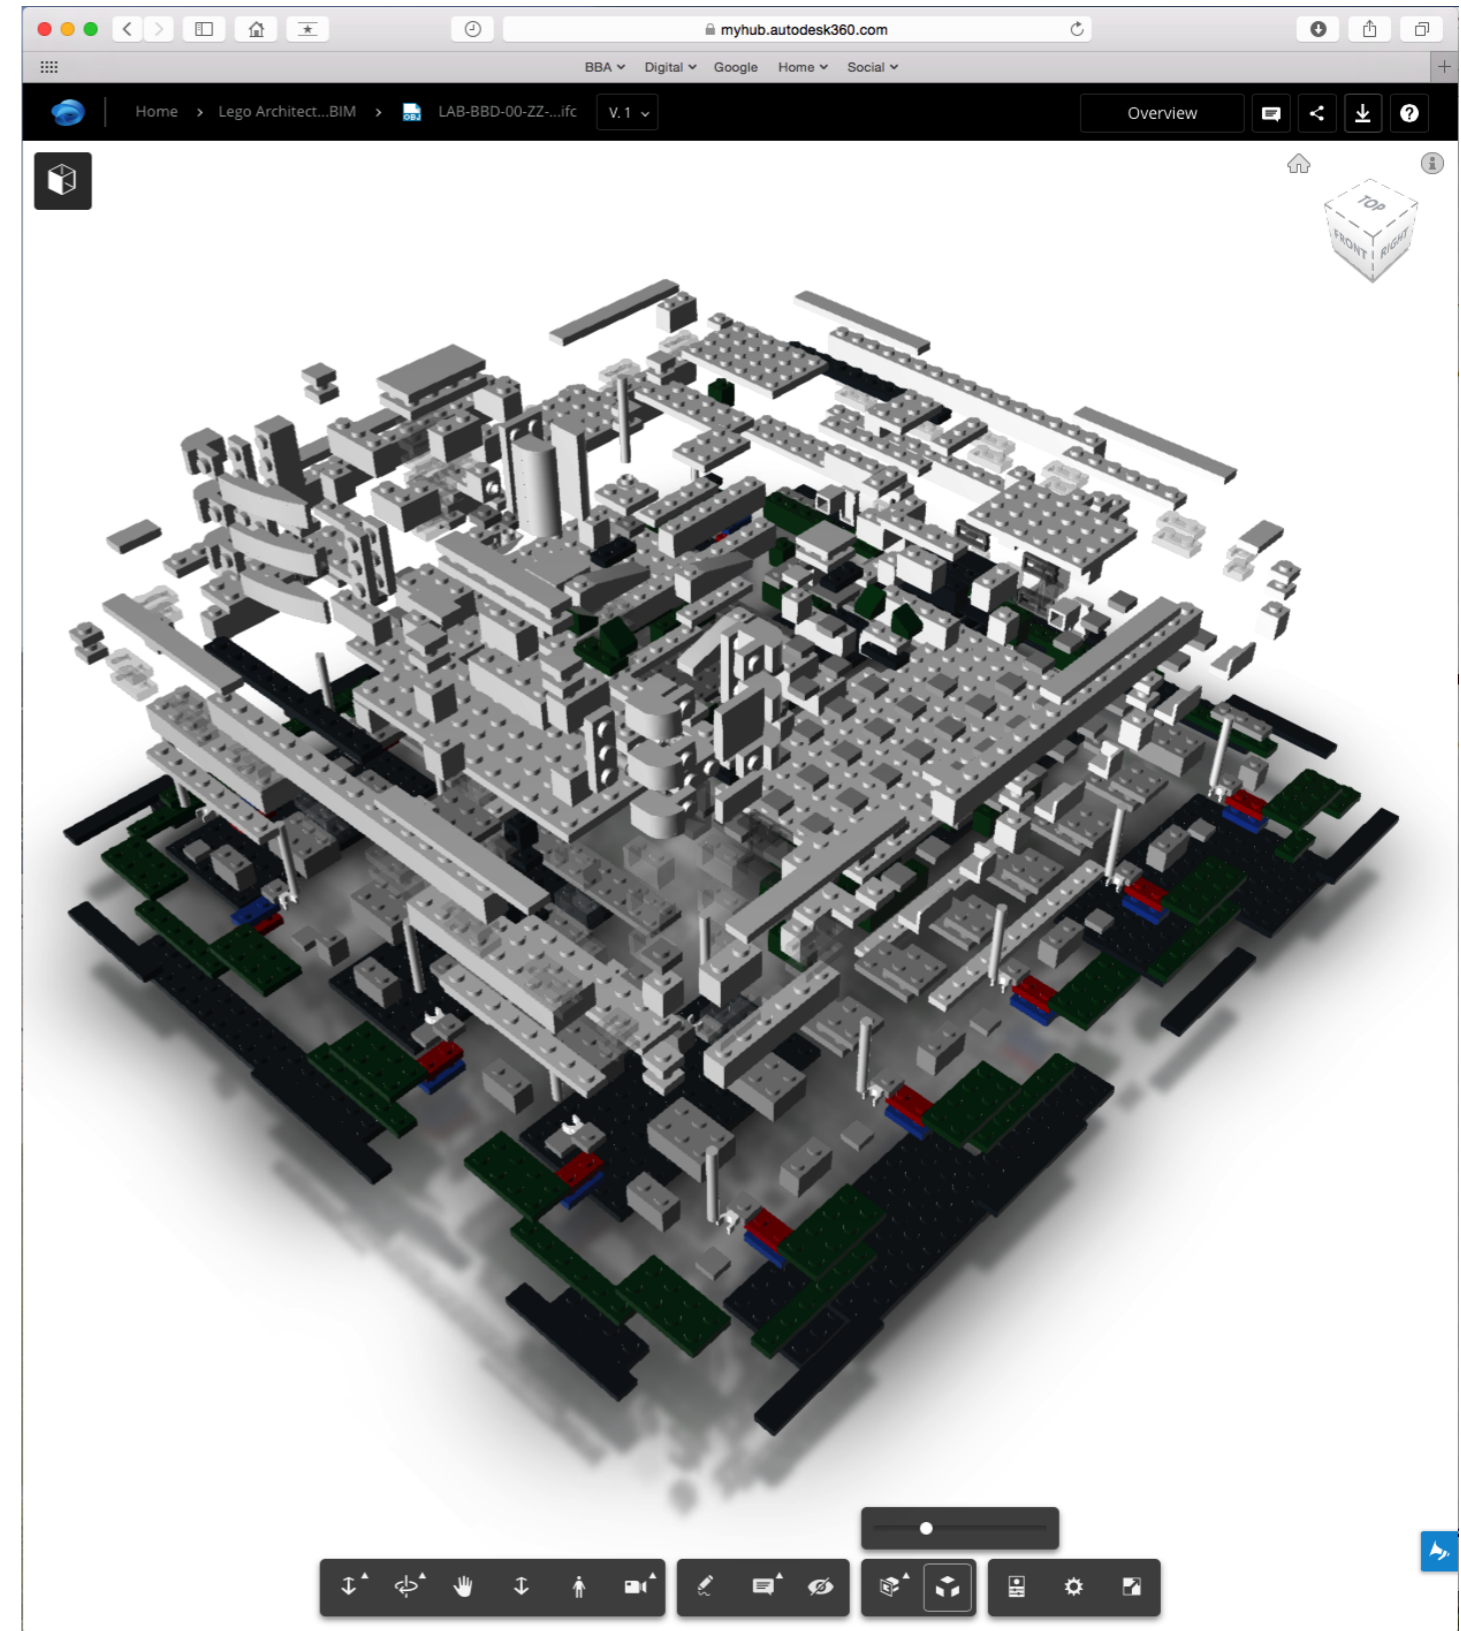 myhub.autodesk360.com
BBA Digital Google Home Social
Home > Lego Architect...BIM > OBJ LAB-BBD-00-ZZ-...ifc V. 1 Overview
TOP
FRONT RIGHT